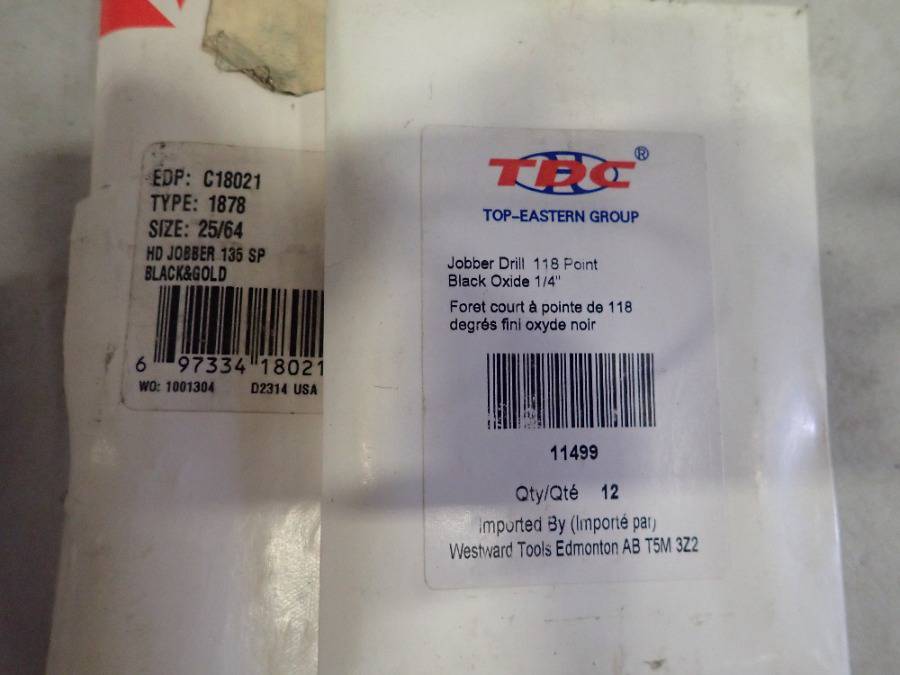 EDP: C18021
TYPE: 1878
SIZE: 25/64
HD JOBBER 135 SP
BLACK&GOLD
6 97334 18021
WO: 1001304 D2314 USA
TDC®
TOP-EASTERN GROUP
Jobber Drill 118 Point
Black Oxide 1/4"
Foret court à pointe de 118
degrés fini oxyde noir
11499
Qty/Qté 12
Imported By (Importé par)
Westward Tools Edmonton AB T5M 3Z2